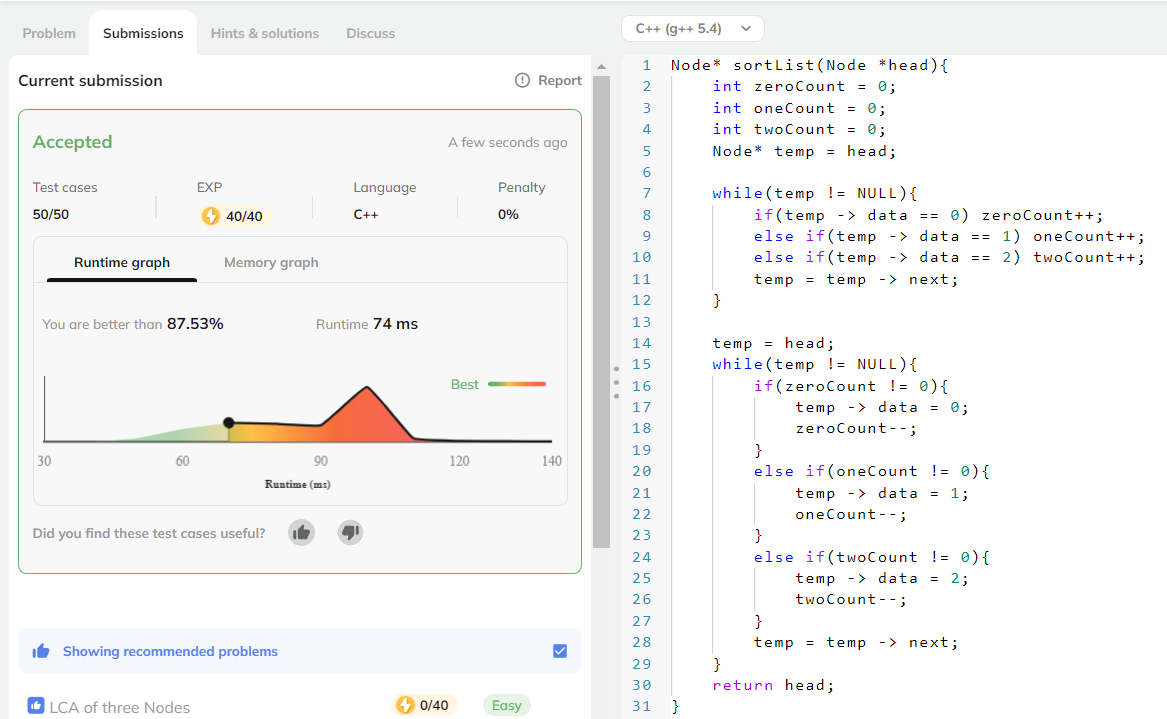 Problem Submissions Hints & solutions Discuss
Current submission Report
Accepted A few seconds ago
Test cases EXP Language Penalty
50/50 40/40 C++ 0%
Runtime graph Memory graph
You are better than 87.53% Runtime 74 ms
Best
30 60 90 120 140
Runtime (ms)
Did you find these test cases useful?
Showing recommended problems
LCA of three Nodes 0/40 Easy
C++ (g++ 5.4)
1 Node* sortList(Node *head){
2     int zeroCount = 0;
3     int oneCount = 0;
4     int twoCount = 0;
5     Node* temp = head;
6
7     while(temp != NULL){
8         if(temp -> data == 0) zeroCount++;
9         else if(temp -> data == 1) oneCount++;
10         else if(temp -> data == 2) twoCount++;
11         temp = temp -> next;
12     }
13
14     temp = head;
15     while(temp != NULL){
16         if(zeroCount != 0){
17             temp -> data = 0;
18             zeroCount--;
19         }
20         else if(oneCount != 0){
21             temp -> data = 1;
22             oneCount--;
23         }
24         else if(twoCount != 0){
25             temp -> data = 2;
26             twoCount--;
27         }
28         temp = temp -> next;
29     }
30     return head;
31 }